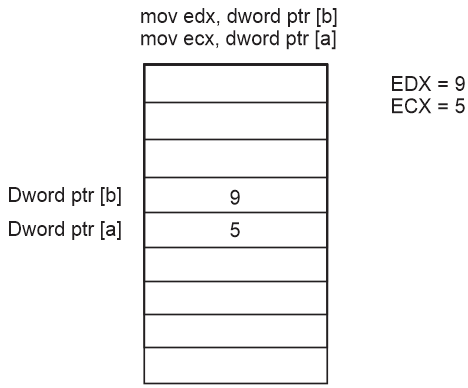 mov edx, dword ptr [b]
mov ecx, dword ptr [a]
EDX = 9
ECX = 5
Dword ptr [b] 9
Dword ptr [a] 5